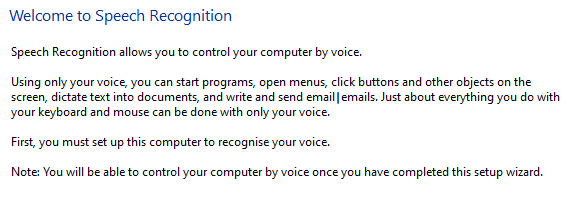 Welcome to Speech Recognition
Speech Recognition allows you to control your computer by voice.
Using only your voice, you can start programs, open menus, click buttons and other objects on the
screen, dictate text into documents, and write and send email|emails. Just about everything you do with
your keyboard and mouse can be done with only your voice.
First, you must set up this computer to recognise your voice.
Note: You will be able to control your computer by voice once you have completed this setup wizard.